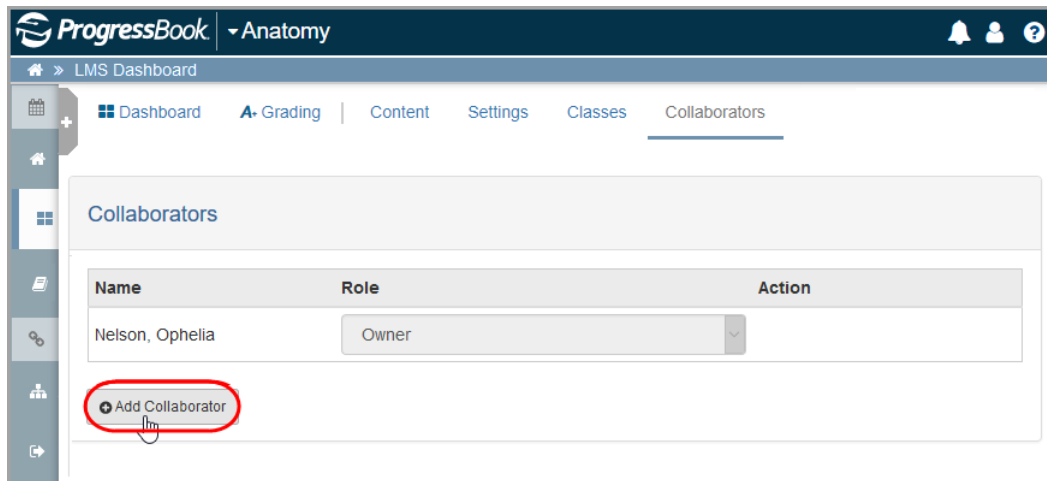 ProgressBook Anatomy
» LMS Dashboard
Dashboard A+ Grading | Content Settings Classes Collaborators
Collaborators
Name Role Action
Nelson, Ophelia Owner
Add Collaborator